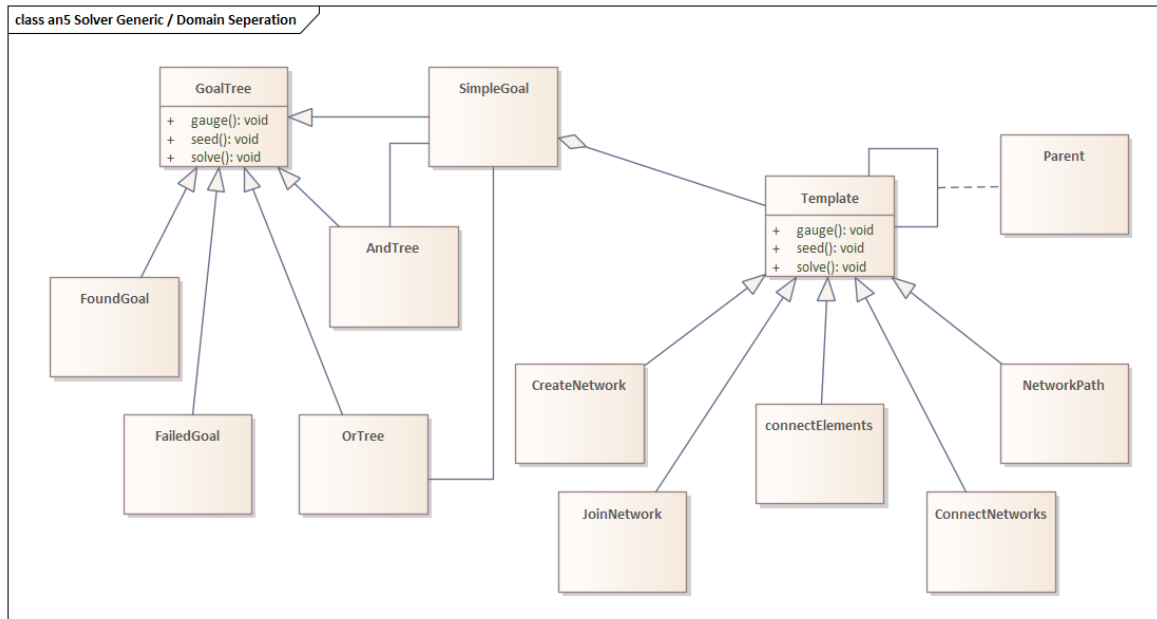 class an5 Solver Generic / Domain Seperation
GoalTree
+ gauge(): void
+ seed(): void
+ solve(): void
SimpleGoal
Parent
Template
+ gauge(): void
+ seed(): void
+ solve(): void
AndTree
FoundGoal
CreateNetwork
NetworkPath
connectElements
FailedGoal
OrTree
JoinNetwork
ConnectNetworks